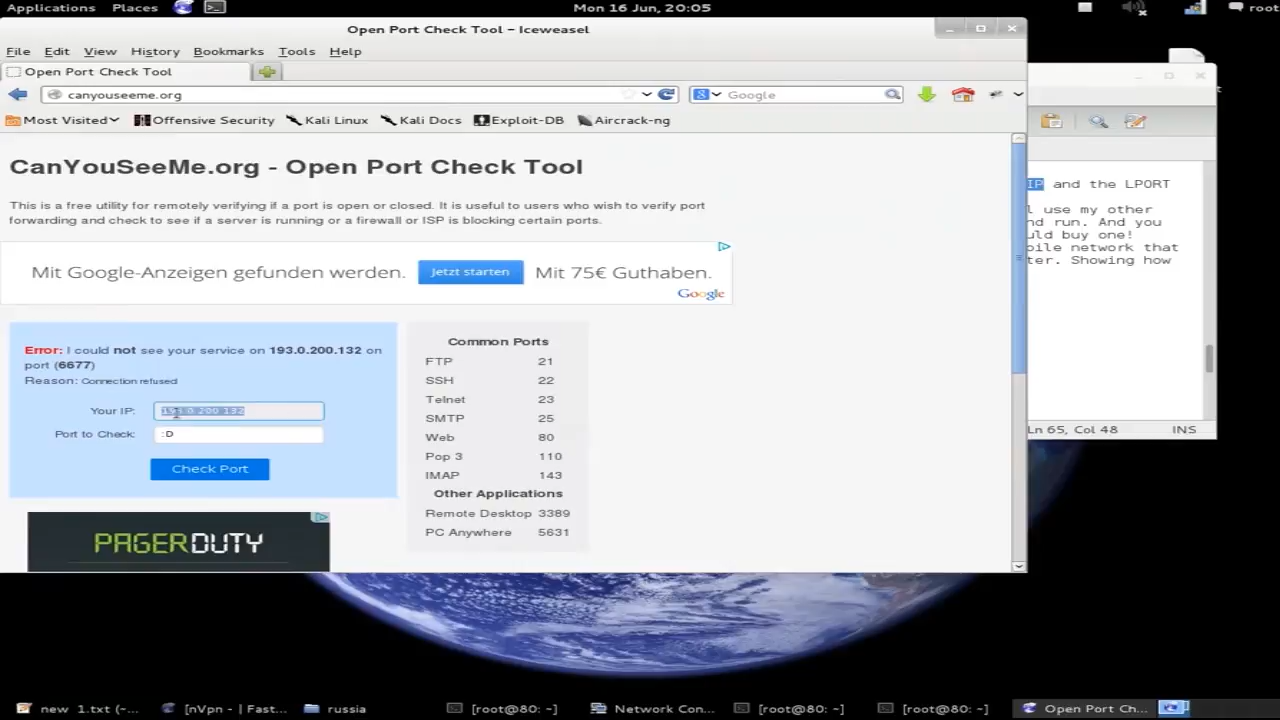 Applications Places Mon 16 Jun, 20:05 root
Open Port Check Tool - Iceweasel
File Edit View History Bookmarks Tools Help
Open Port Check Tool
canyouseeme.org Google
Most Visited Offensive Security Kali Linux Kali Docs Exploit-DB Aircrack-ng
CanYouSeeMe.org - Open Port Check Tool
This is a free utility for remotely verifying if a port is open or closed. It is useful to users who wish to verify port
forwarding and check to see if a server is running or a firewall or ISP is blocking certain ports.
Mit Google-Anzeigen gefunden werden. Jetzt starten Mit 75€ Guthaben.
Google
Error: I could not see your service on 193.0.200.132 on
port (6677)
Reason: Connection refused
Your IP: 193.0.200.132
Port to Check: :D
Check Port
Common Ports
FTP 21
SSH 22
Telnet 23
SMTP 25
Web 80
Pop 3 110
IMAP 143
Other Applications
Remote Desktop 3389
PC Anywhere 5631
PAGERDUTY
IP and the LPORT
l use my other
nd run. And you
uld buy one!
bile network that
ter. Showing how
Ln 65, Col 48 INS
new 1.txt (~... [nVpn - | Fast... russia [root@80: ~] Network Con... [root@80: ~] [root@80: ~] Open Port Ch...